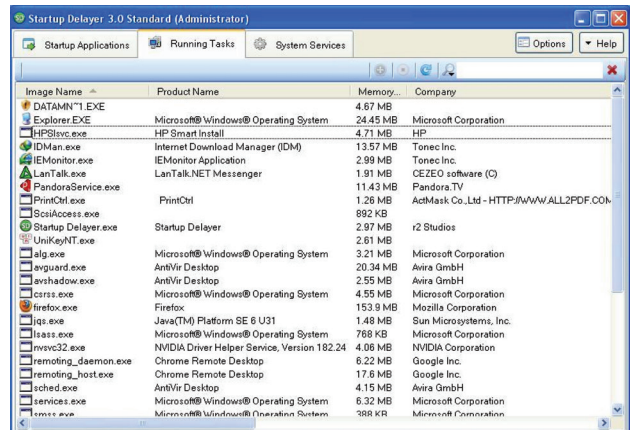 Startup Delayer 3.0 Standard (Administrator)
Startup Applications Running Tasks System Services Options Help
Image Name Product Name Memory... Company
DATAMN~1.EXE 4.67 MB
Explorer.EXE Microsoft® Windows® Operating System 24.45 MB Microsoft Corporation
HPSIsvc.exe HP Smart Install 4.71 MB HP
IDMan.exe Internet Download Manager (IDM) 13.57 MB Tonec Inc.
IEMonitor.exe IEMonitor Application 2.99 MB Tonec Inc.
LanTalk.exe LanTalk.NET Messenger 1.91 MB CEZEO software (C)
PandoraService.exe 11.43 MB Pandora.TV
PrintCtrl.exe PrintCtrl 1.26 MB ActMask Co.,Ltd - HTTP://WWW.ALL2PDF.COM
ScsiAccess.exe 892 KB
Startup Delayer.exe Startup Delayer 2.97 MB r2 Studios
UniKeyNT.exe 2.61 MB
alg.exe Microsoft® Windows® Operating System 3.21 MB Microsoft Corporation
avguard.exe AntiVir Desktop 20.34 MB Avira GmbH
avshadow.exe AntiVir Desktop 2.55 MB Avira GmbH
csrss.exe Microsoft® Windows® Operating System 4.55 MB Microsoft Corporation
firefox.exe Firefox 153.9 MB Mozilla Corporation
jqs.exe Java(TM) Platform SE 6 U31 1.48 MB Sun Microsystems, Inc.
lsass.exe Microsoft® Windows® Operating System 768 KB Microsoft Corporation
nvsvc32.exe NVIDIA Driver Helper Service, Version 182.24 4.06 MB NVIDIA Corporation
remoting_daemon.exe Chrome Remote Desktop 6.22 MB Google Inc.
remoting_host.exe Chrome Remote Desktop 17.6 MB Google Inc.
sched.exe AntiVir Desktop 4.15 MB Avira GmbH
services.exe Microsoft® Windows® Operating System 6.32 MB Microsoft Corporation
smss.exe Microsoft® Windows® Operating System 388 KB Microsoft Corporation